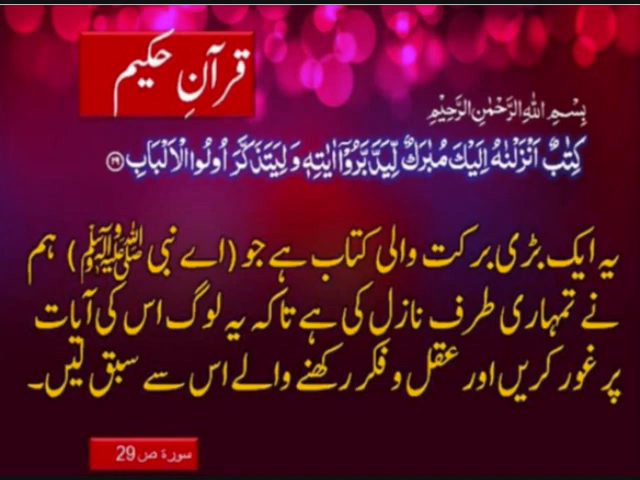 قرآنِ حکیم
بِسْمِ اللهِ الرَّحْمٰنِ الرَّحِيْمِ
كِتٰبٌ اَنْزَلْنٰهُ اِلَيْكَ مُبٰرَكٌ لِّيَدَّبَّرُوْۤا اٰيٰتِهٖ وَ لِيَتَذَكَّرَ اُولُوا الْاَلْبَابِ ﴿۲۹﴾
یہ ایک بڑی برکت والی کتاب ہے جو (اے نبی ﷺ) ہم
نے تمہاری طرف نازل کی ہے تاکہ یہ لوگ اس کی آیات
پر غور کریں اور عقل و فکر رکھنے والے اس سے سبق لیں۔
سورۃ ص 29